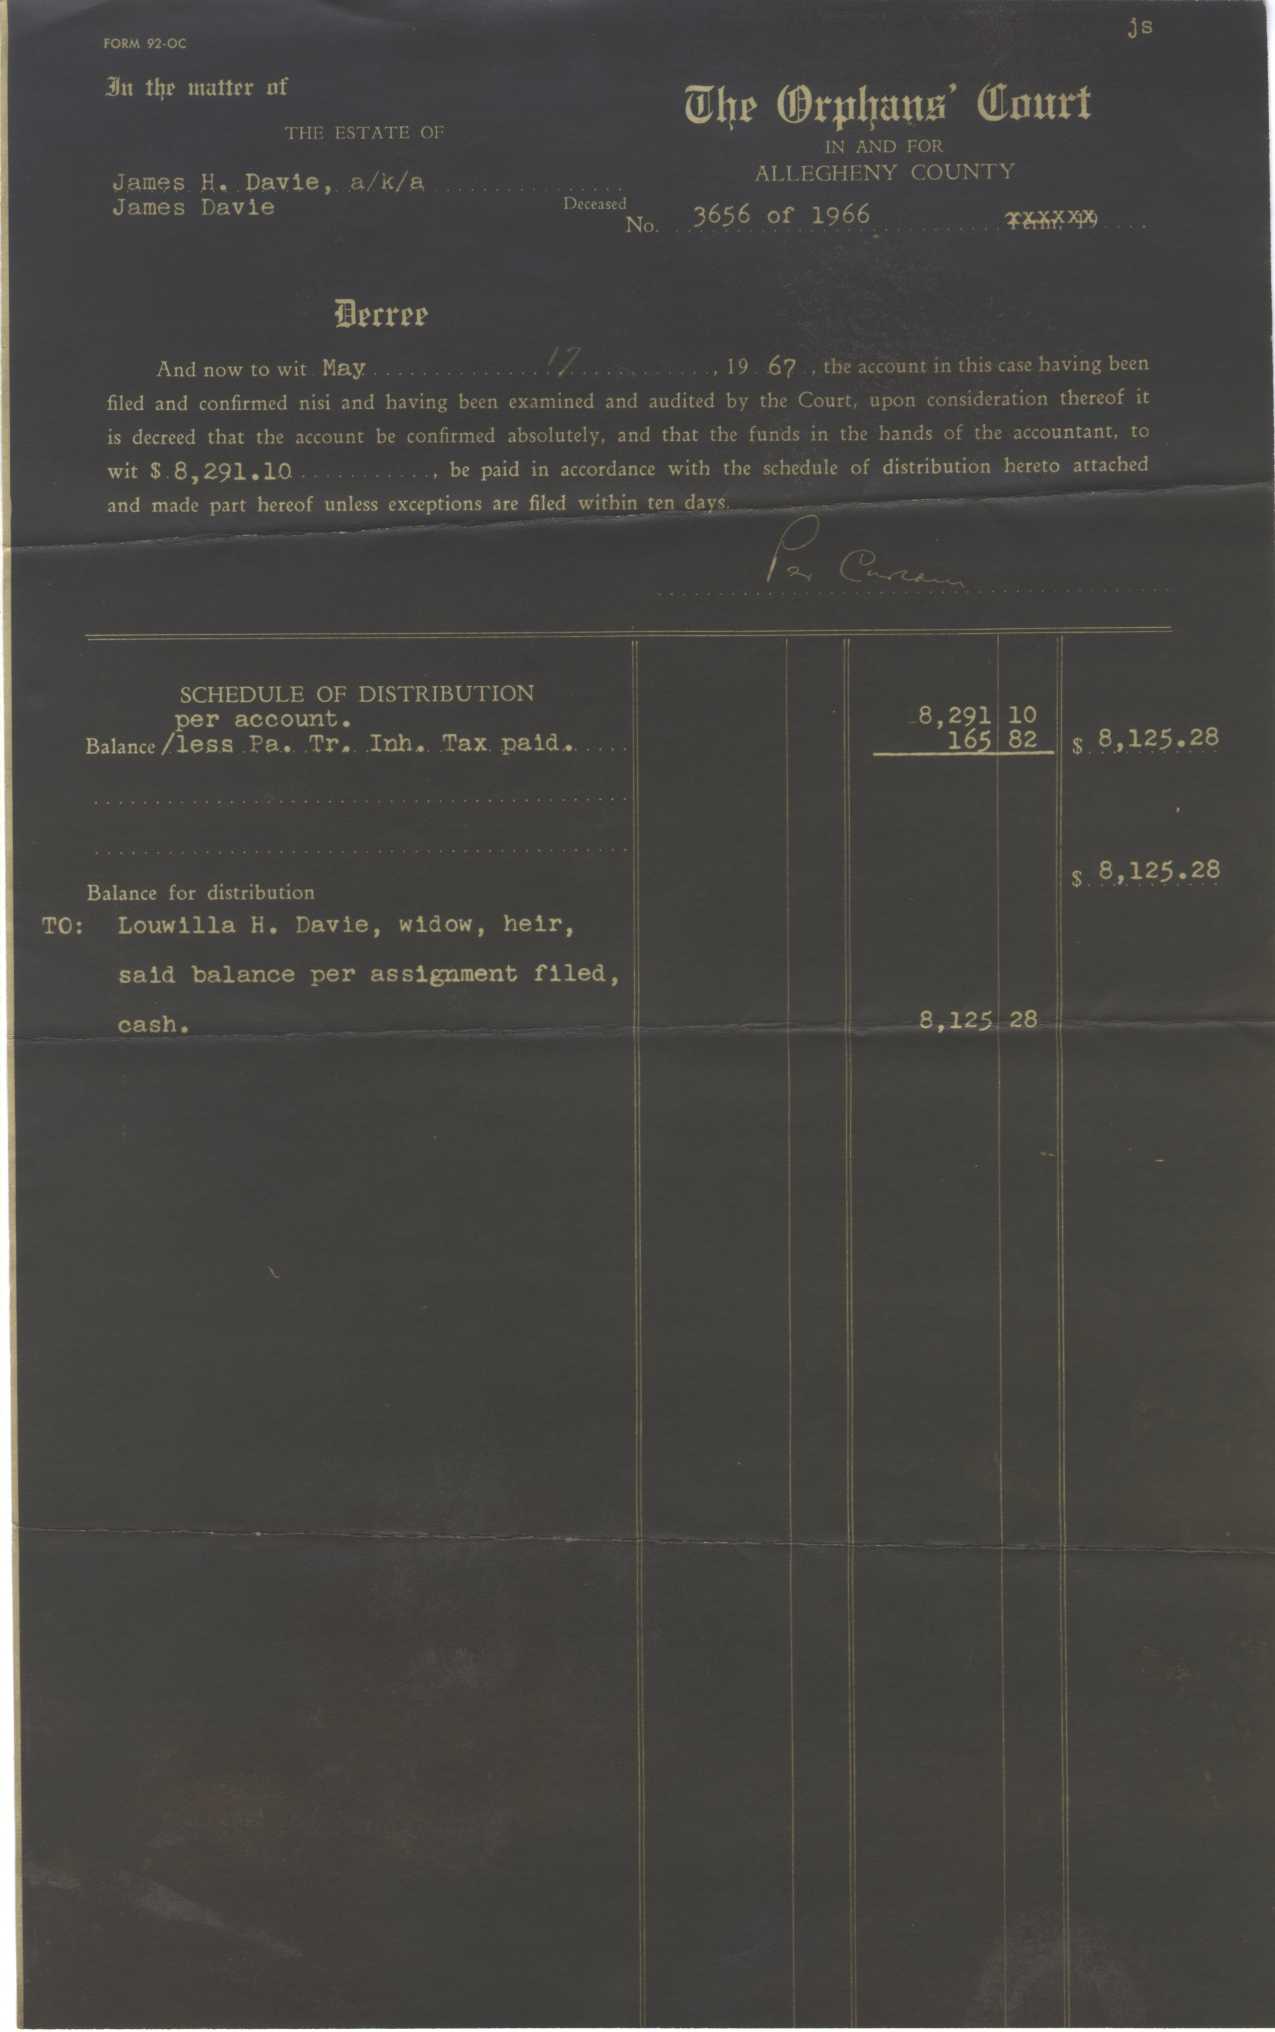 js
FORM 92-OC
In the matter of
THE ESTATE OF
James H. Davie, a/k/a
James Davie
Deceased
The Orphans' Court
IN AND FOR
ALLEGHENY COUNTY
No. 3656 of 1966 Term, 19
Decree
And now to wit May 17, 19 67, the account in this case having been
filed and confirmed nisi and having been examined and audited by the Court, upon consideration thereof it
is decreed that the account be confirmed absolutely, and that the funds in the hands of the accountant, to
wit $ 8,291.10, be paid in accordance with the schedule of distribution hereto attached
and made part hereof unless exceptions are filed within ten days.
Per Curiam
SCHEDULE OF DISTRIBUTION
per account. 8,291 10
Balance /less Pa. Tr. Inh. Tax paid. 165 82 $ 8,125.28
$ 8,125.28
Balance for distribution
TO: Louwilla H. Davie, widow, heir,
said balance per assignment filed,
cash. 8,125 28